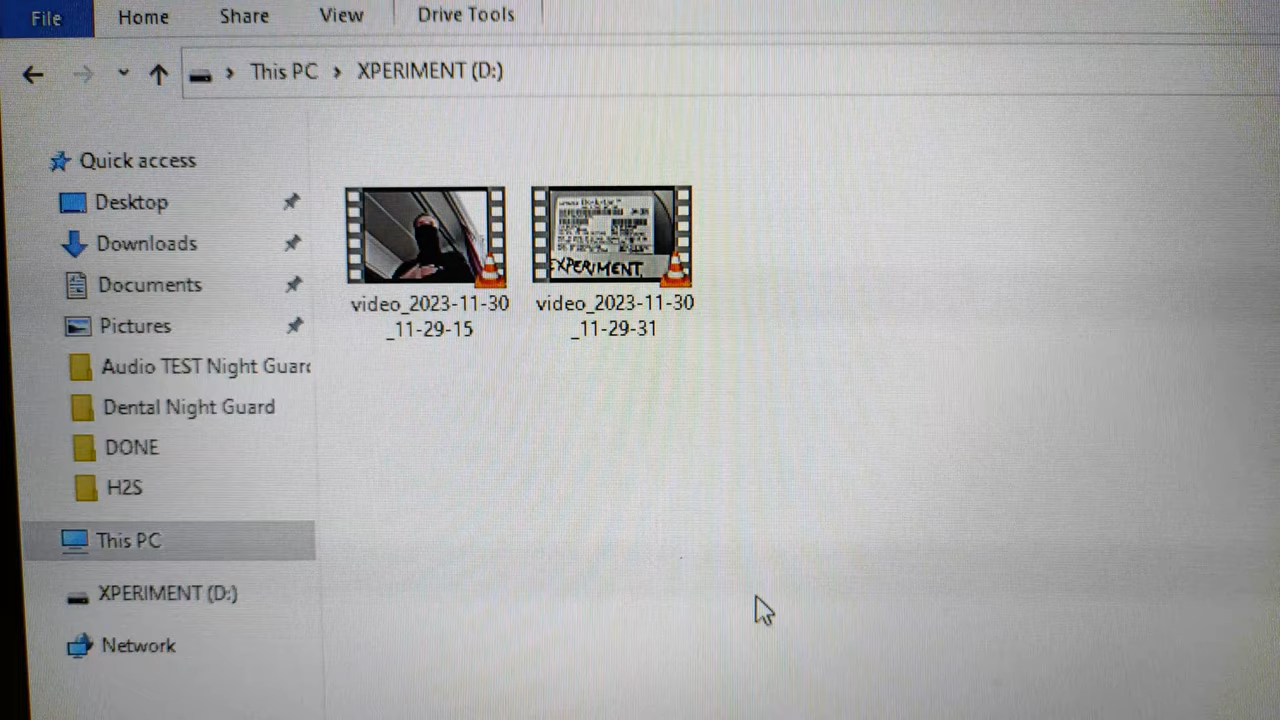 File Home Share View Drive Tools
This PC > XPERIMENT (D:)
Quick access
Desktop
Downloads
Documents
Pictures
Audio TEST Night Guard
Dental Night Guard
DONE
H2S
This PC
XPERIMENT (D:)
Network
EXPERIMENT
video_2023-11-30
_11-29-15
video_2023-11-30
_11-29-31